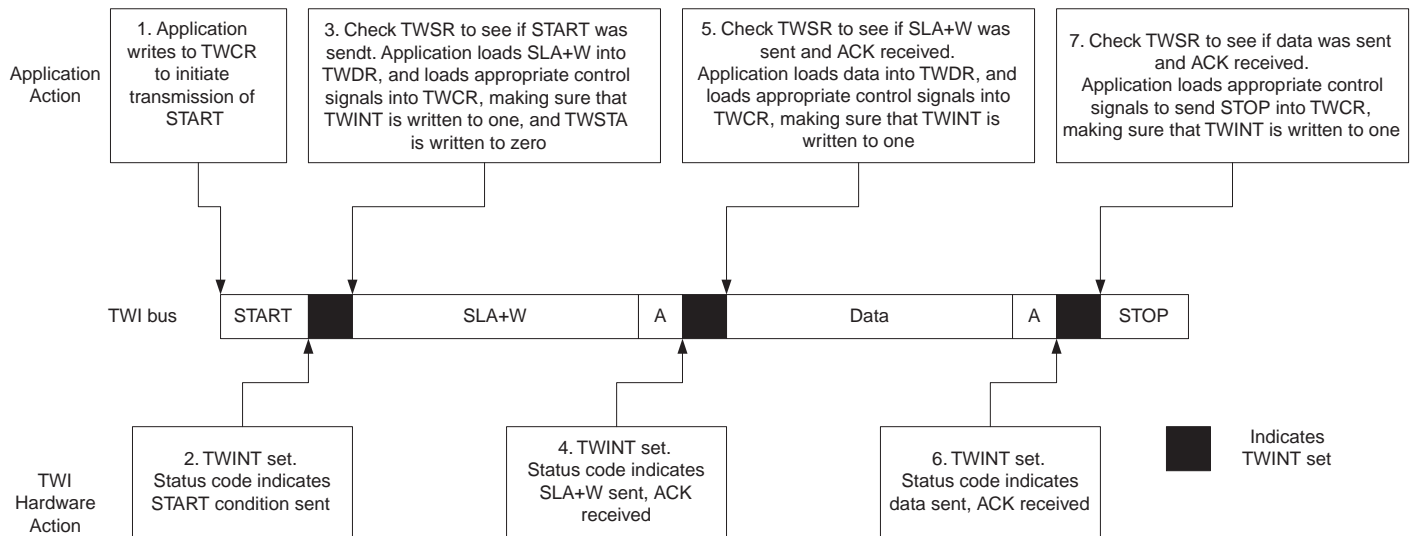 Application
Action
1. Application
writes to TWCR
to initiate
transmission of
START
3. Check TWSR to see if START was
sendt. Application loads SLA+W into
TWDR, and loads appropriate control
signals into TWCR, making sure that
TWINT is written to one, and TWSTA
is written to zero
5. Check TWSR to see if SLA+W was
sent and ACK received.
Application loads data into TWDR, and
loads appropriate control signals into
TWCR, making sure that TWINT is
written to one
7. Check TWSR to see if data was sent
and ACK received.
Application loads appropriate control
signals to send STOP into TWCR,
making sure that TWINT is written to one
TWI bus
START
SLA+W
A
Data
A
STOP
TWI
Hardware
Action
2. TWINT set.
Status code indicates
START condition sent
4. TWINT set.
Status code indicates
SLA+W sent, ACK
received
6. TWINT set.
Status code indicates
data sent, ACK received
Indicates
TWINT set